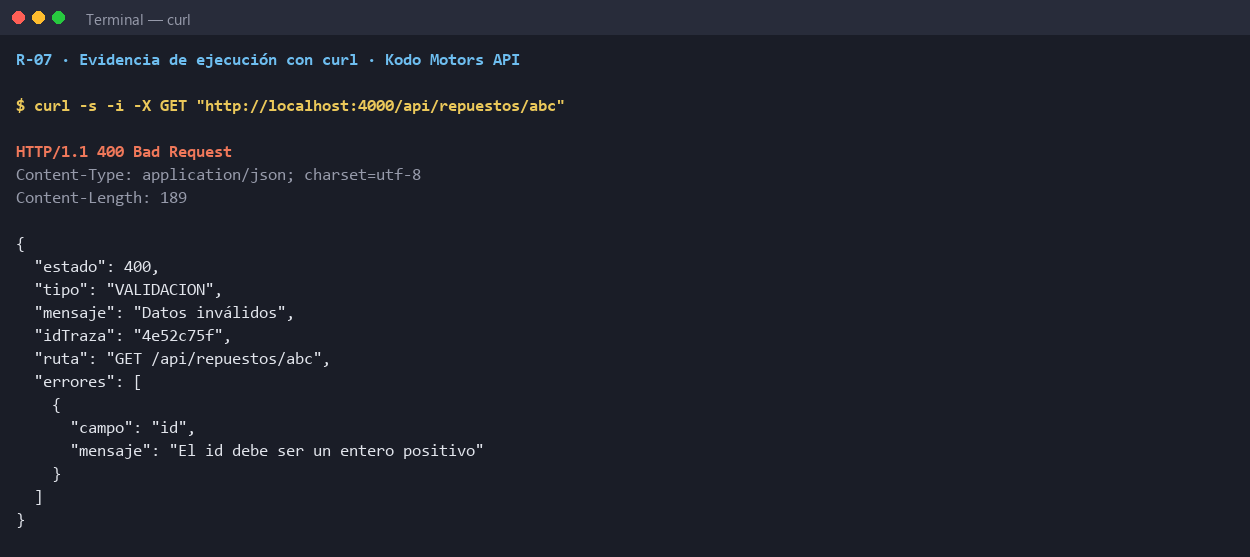 Terminal — curl
R-07 · Evidencia de ejecución con curl · Kodo Motors API
$ curl -s -i -X GET "http://localhost:4000/api/repuestos/abc"
HTTP/1.1 400 Bad Request
Content-Type: application/json; charset=utf-8
Content-Length: 189
{
  "estado": 400,
  "tipo": "VALIDACION",
  "mensaje": "Datos inválidos",
  "idTraza": "4e52c75f",
  "ruta": "GET /api/repuestos/abc",
  "errores": [
    {
      "campo": "id",
      "mensaje": "El id debe ser un entero positivo"
    }
  ]
}